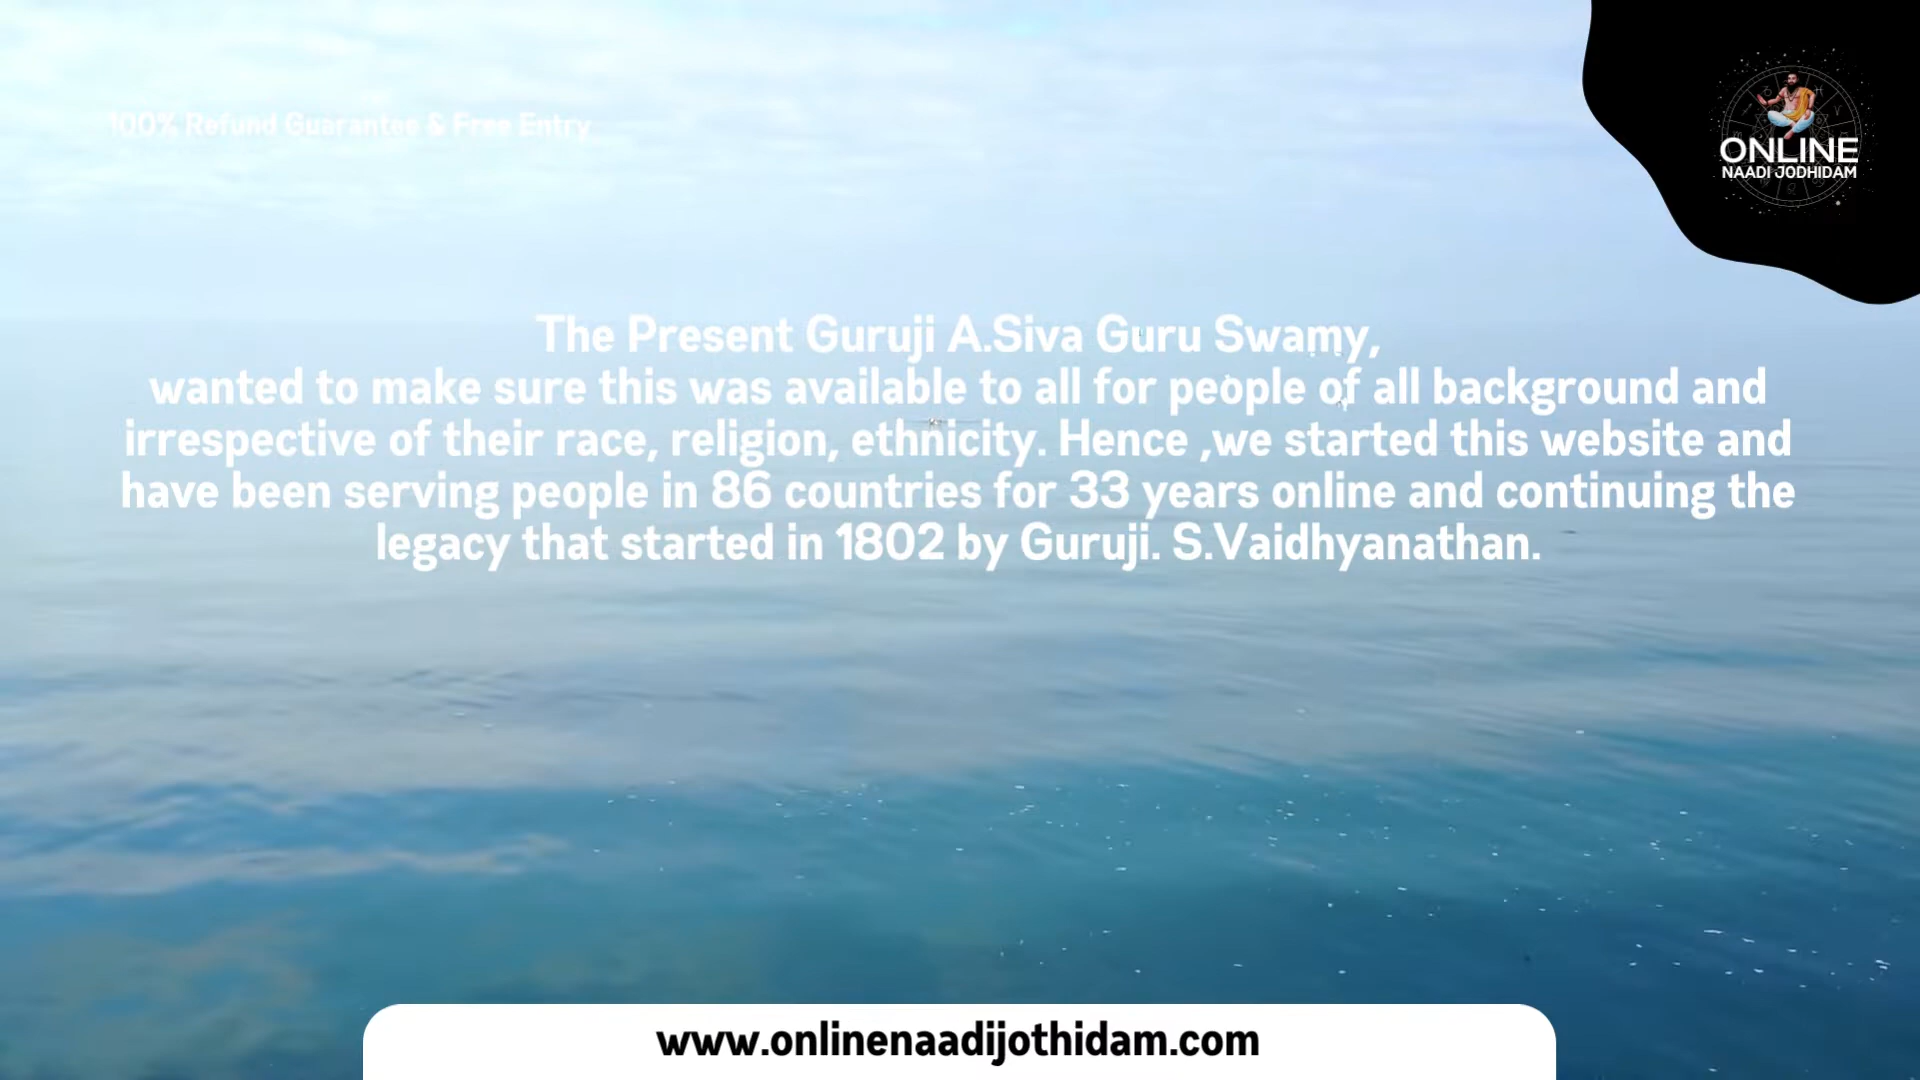 100% Refund Guarantee & Free Entry
ONLINE
NAADI JODHIDAM
The Present Guruji A.Siva Guru Swamy,
wanted to make sure this was available to all for people of all background and
irrespective of their race, religion, ethnicity. Hence ,we started this website and
have been serving people in 86 countries for 33 years online and continuing the
legacy that started in 1802 by Guruji. S.Vaidhyanathan.
www.onlinenaadijothidam.com